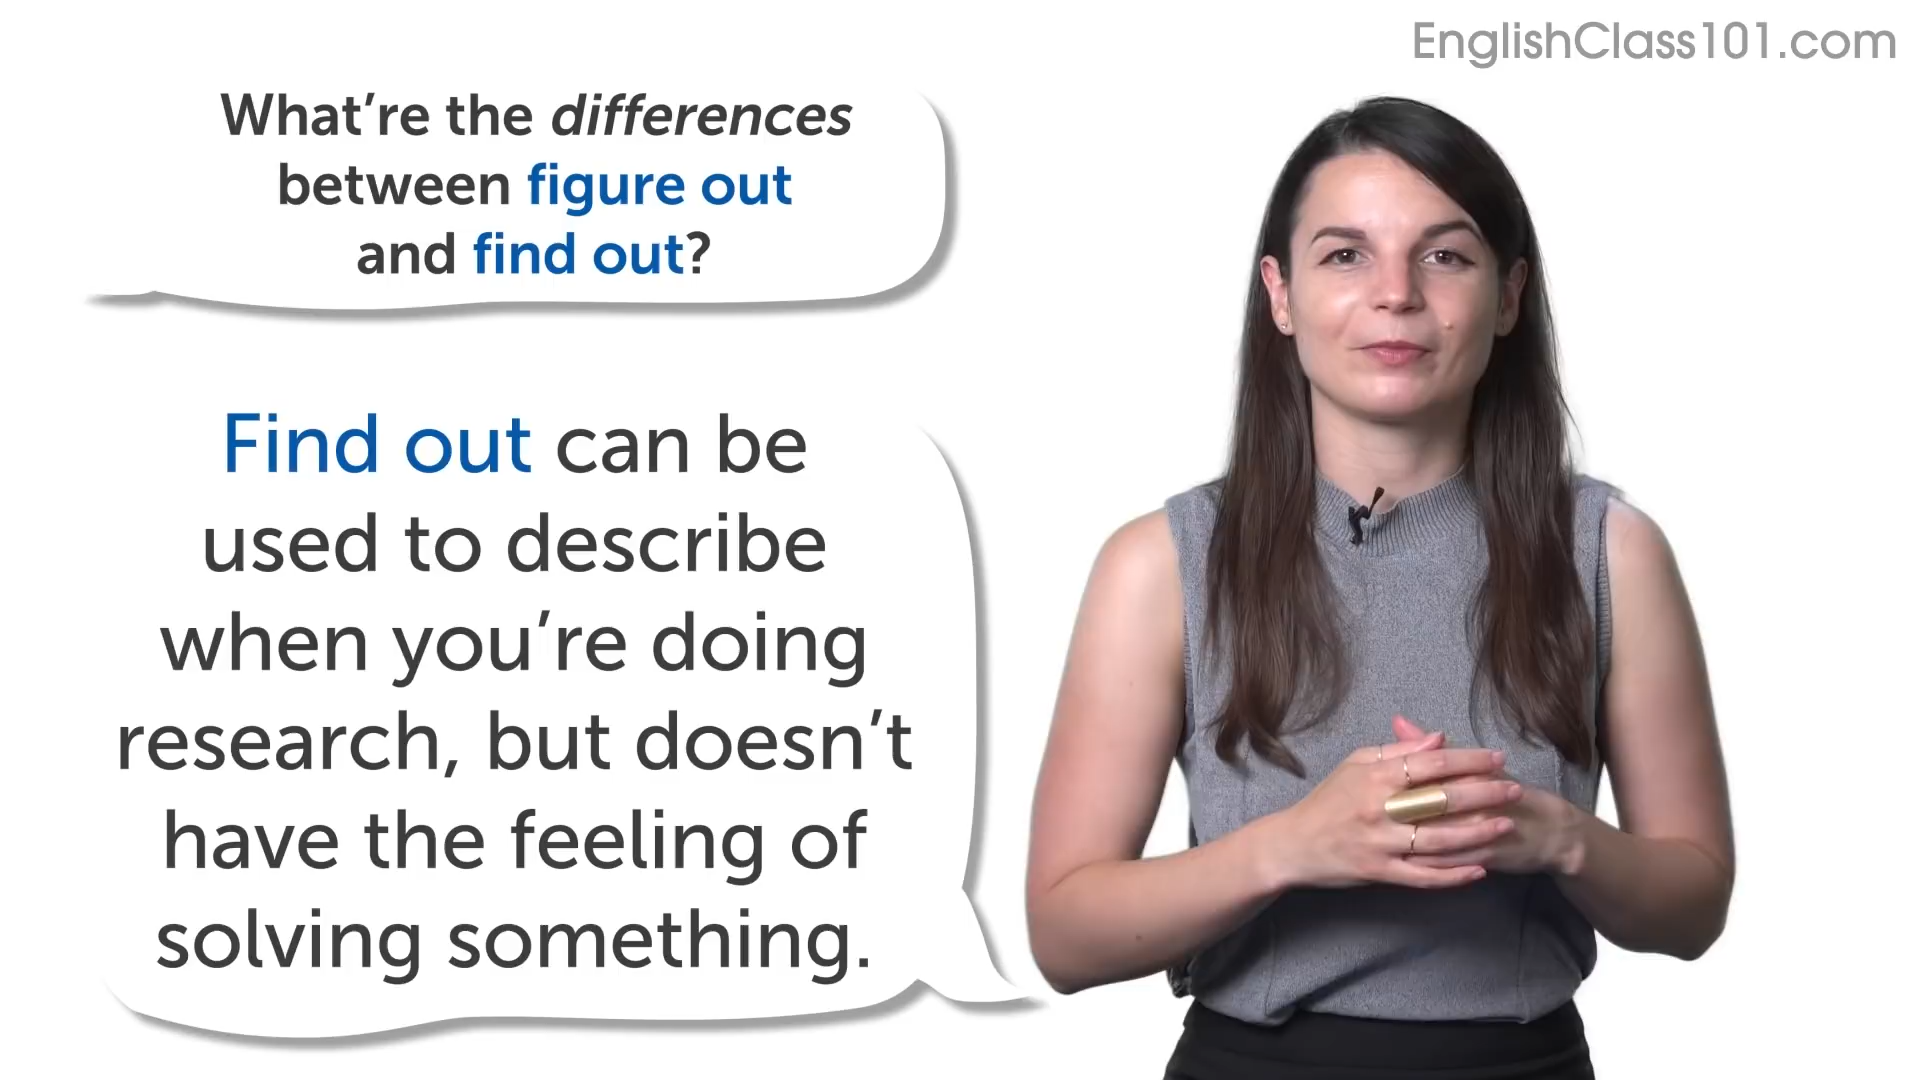 EnglishClass101.com
What’re the differences
between figure out
and find out?
Find out can be
used to describe
when you’re doing
research, but doesn’t
have the feeling of
solving something.